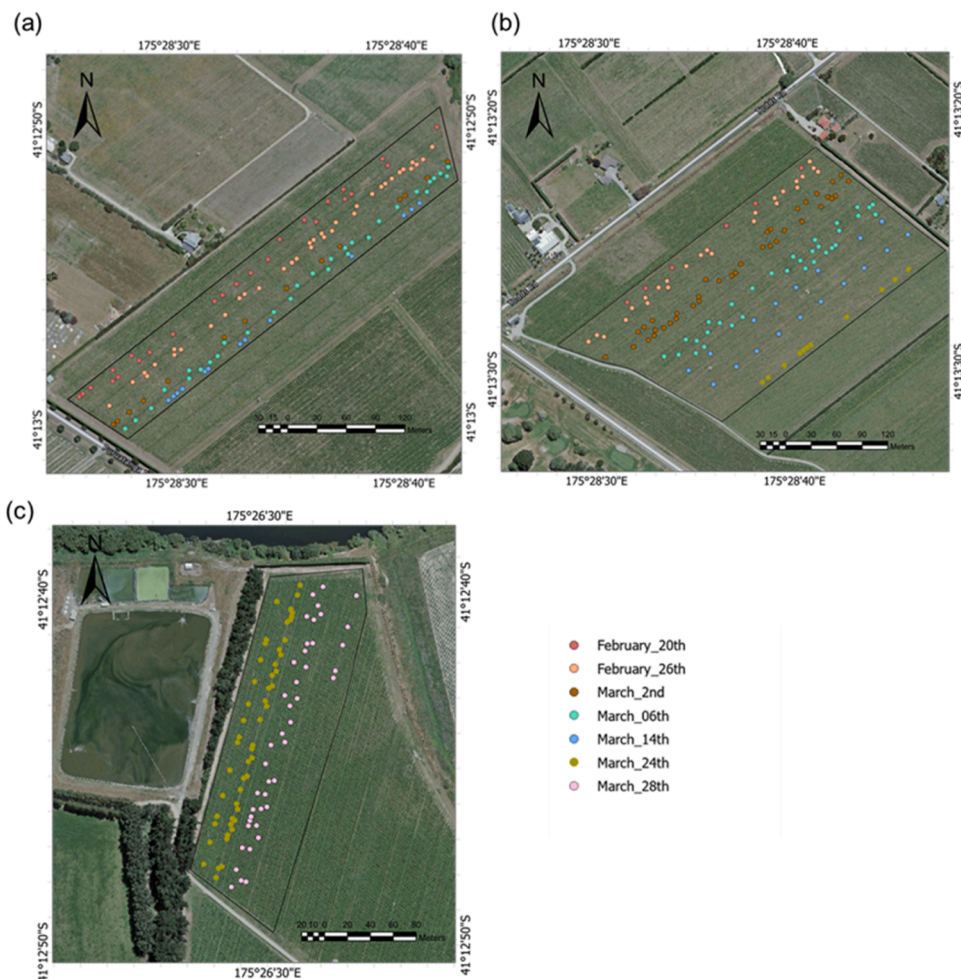 (a)
175°28'30"E 175°28'40"E
N
41°12'50"S 41°12'50"S
41°13'S 41°13'S
30 15 0 30 60 90 120
Meters
175°28'30"E 175°28'40"E
(b)
175°28'30"E 175°28'40"E
N
41°13'20"S 41°13'20"S
41°13'30"S 41°13'30"S
30 15 0 30 60 90 120
Meters
175°28'30"E 175°28'40"E
(c)
175°26'30"E
N
41°12'40"S 41°12'40"S
41°12'50"S 41°12'50"S
20 10 0 20 40 60 80
Meters
175°26'30"E
February_20th
February_26th
March_2nd
March_06th
March_14th
March_24th
March_28th